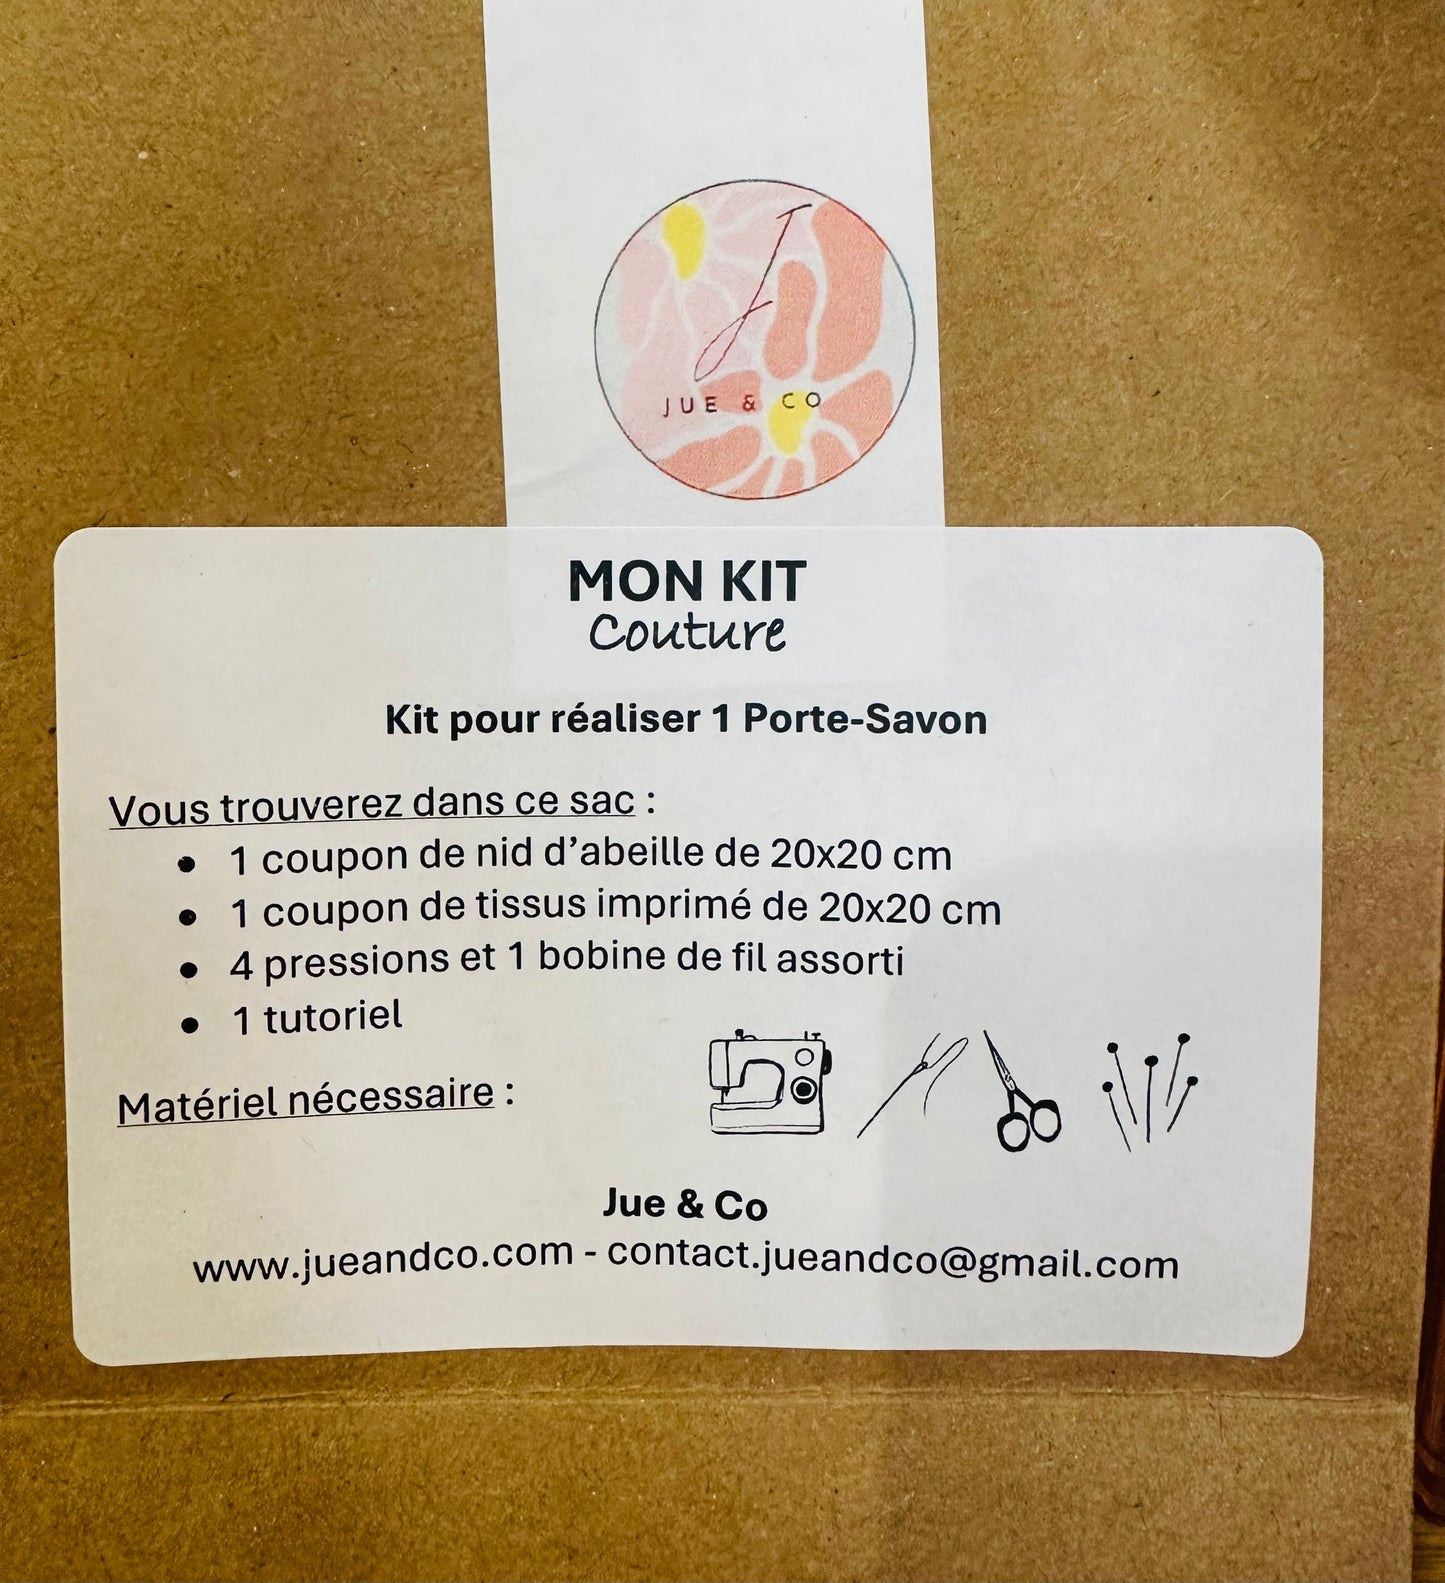 J
JUE & CO
MON KIT
Couture
Kit pour réaliser 1 Porte-Savon
Vous trouverez dans ce sac :
• 1 coupon de nid d’abeille de 20x20 cm
• 1 coupon de tissus imprimé de 20x20 cm
• 4 pressions et 1 bobine de fil assorti
• 1 tutoriel
Matériel nécessaire :
Jue & Co
www.jueandco.com - contact.jueandco@gmail.com